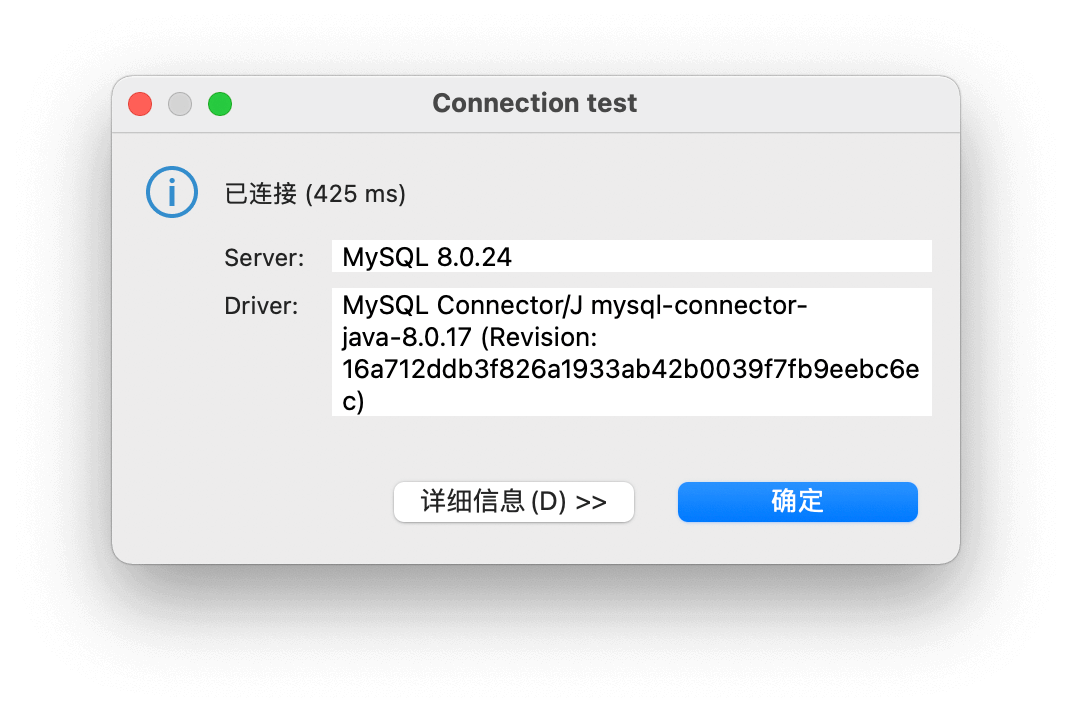 Connection test
已连接 (425 ms)
Server: MySQL 8.0.24
Driver: MySQL Connector/J mysql-connector-
java-8.0.17 (Revision:
16a712ddb3f826a1933ab42b0039f7fb9eebc6e
c)
详细信息(D) >> 确定